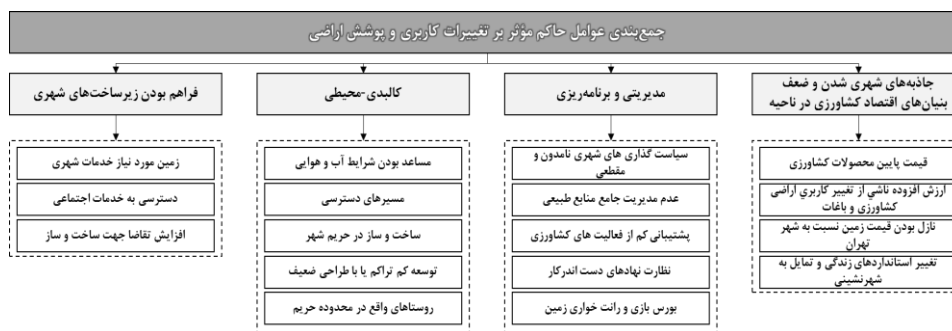 جمع‌بندی عوامل حاکم مؤثر بر تغییرات کاربری و پوشش اراضی
جاذبه‌های شهری شدن و ضعف
بنیان‌های اقتصاد کشاورزی در ناحیه
قیمت پایین محصولات کشاورزی
ارزش افزوده ناشي از تغییر كاربري اراضی
کشاورزی و باغات
نازل بودن قیمت زمین نسبت به شهر
تهران
تغییر استانداردهای زندگی و تمایل به
شهرنشینی
مدیریتی و برنامه‌ریزی
سیاست گذاری های شهری نامدون و
مقطعی
عدم مدیریت جامع منابع طبیعی
پشتیبانی کم از فعالیت های کشاورزی
نظارت نهادهای دست اندرکار
بورس بازی و رانت خواری زمین
کالبدی-محیطی
مساعد بودن شرایط آب و هوایی
مسیرهای دسترسی
ساخت و ساز در حریم شهر
توسعه کم تراکم یا با طراحی ضعیف
روستاهای واقع در محدوده حریم
فراهم بودن زیرساخت‌های شهری
زمین مورد نیاز خدمات شهری
دسترسی به خدمات اجتماعی
افزایش تقاضا جهت ساخت و ساز